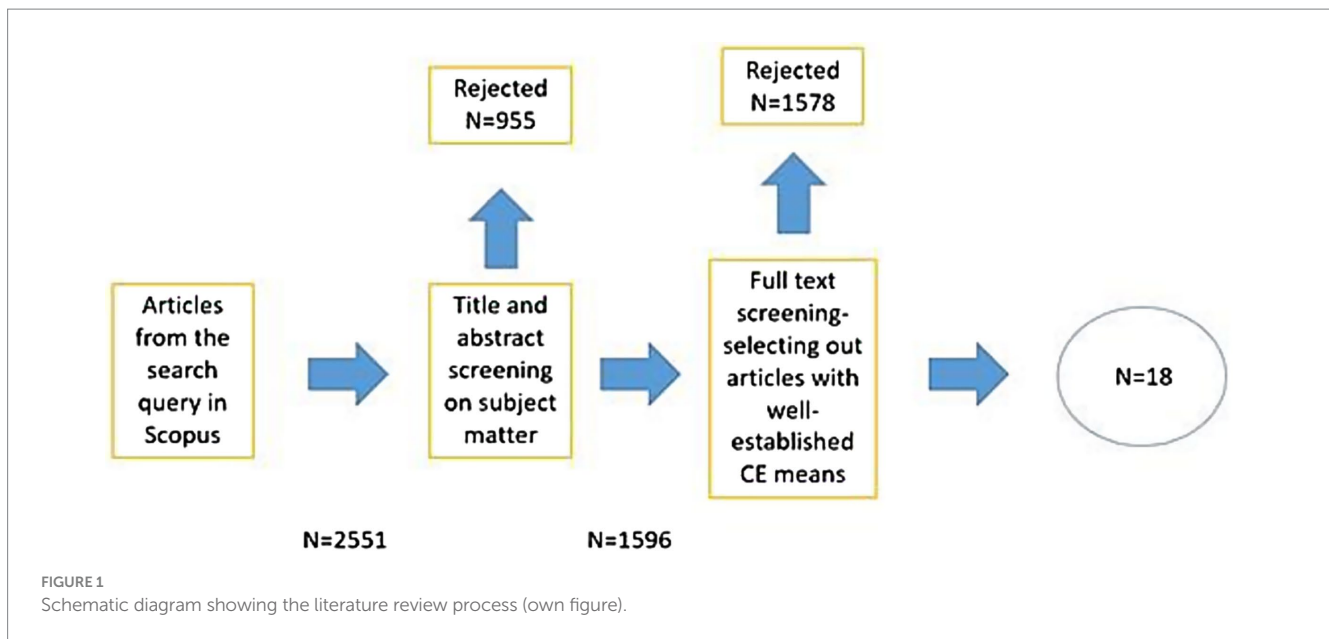 Rejected
N=955
Rejected
N=1578
Articles
from the
search
query in
Scopus
Title and
abstract
screening
on subject
matter
Full text
screening-
selecting out
articles with
well-
established
CE means
N=18
N=2551
N=1596
FIGURE 1
Schematic diagram showing the literature review process (own figure).